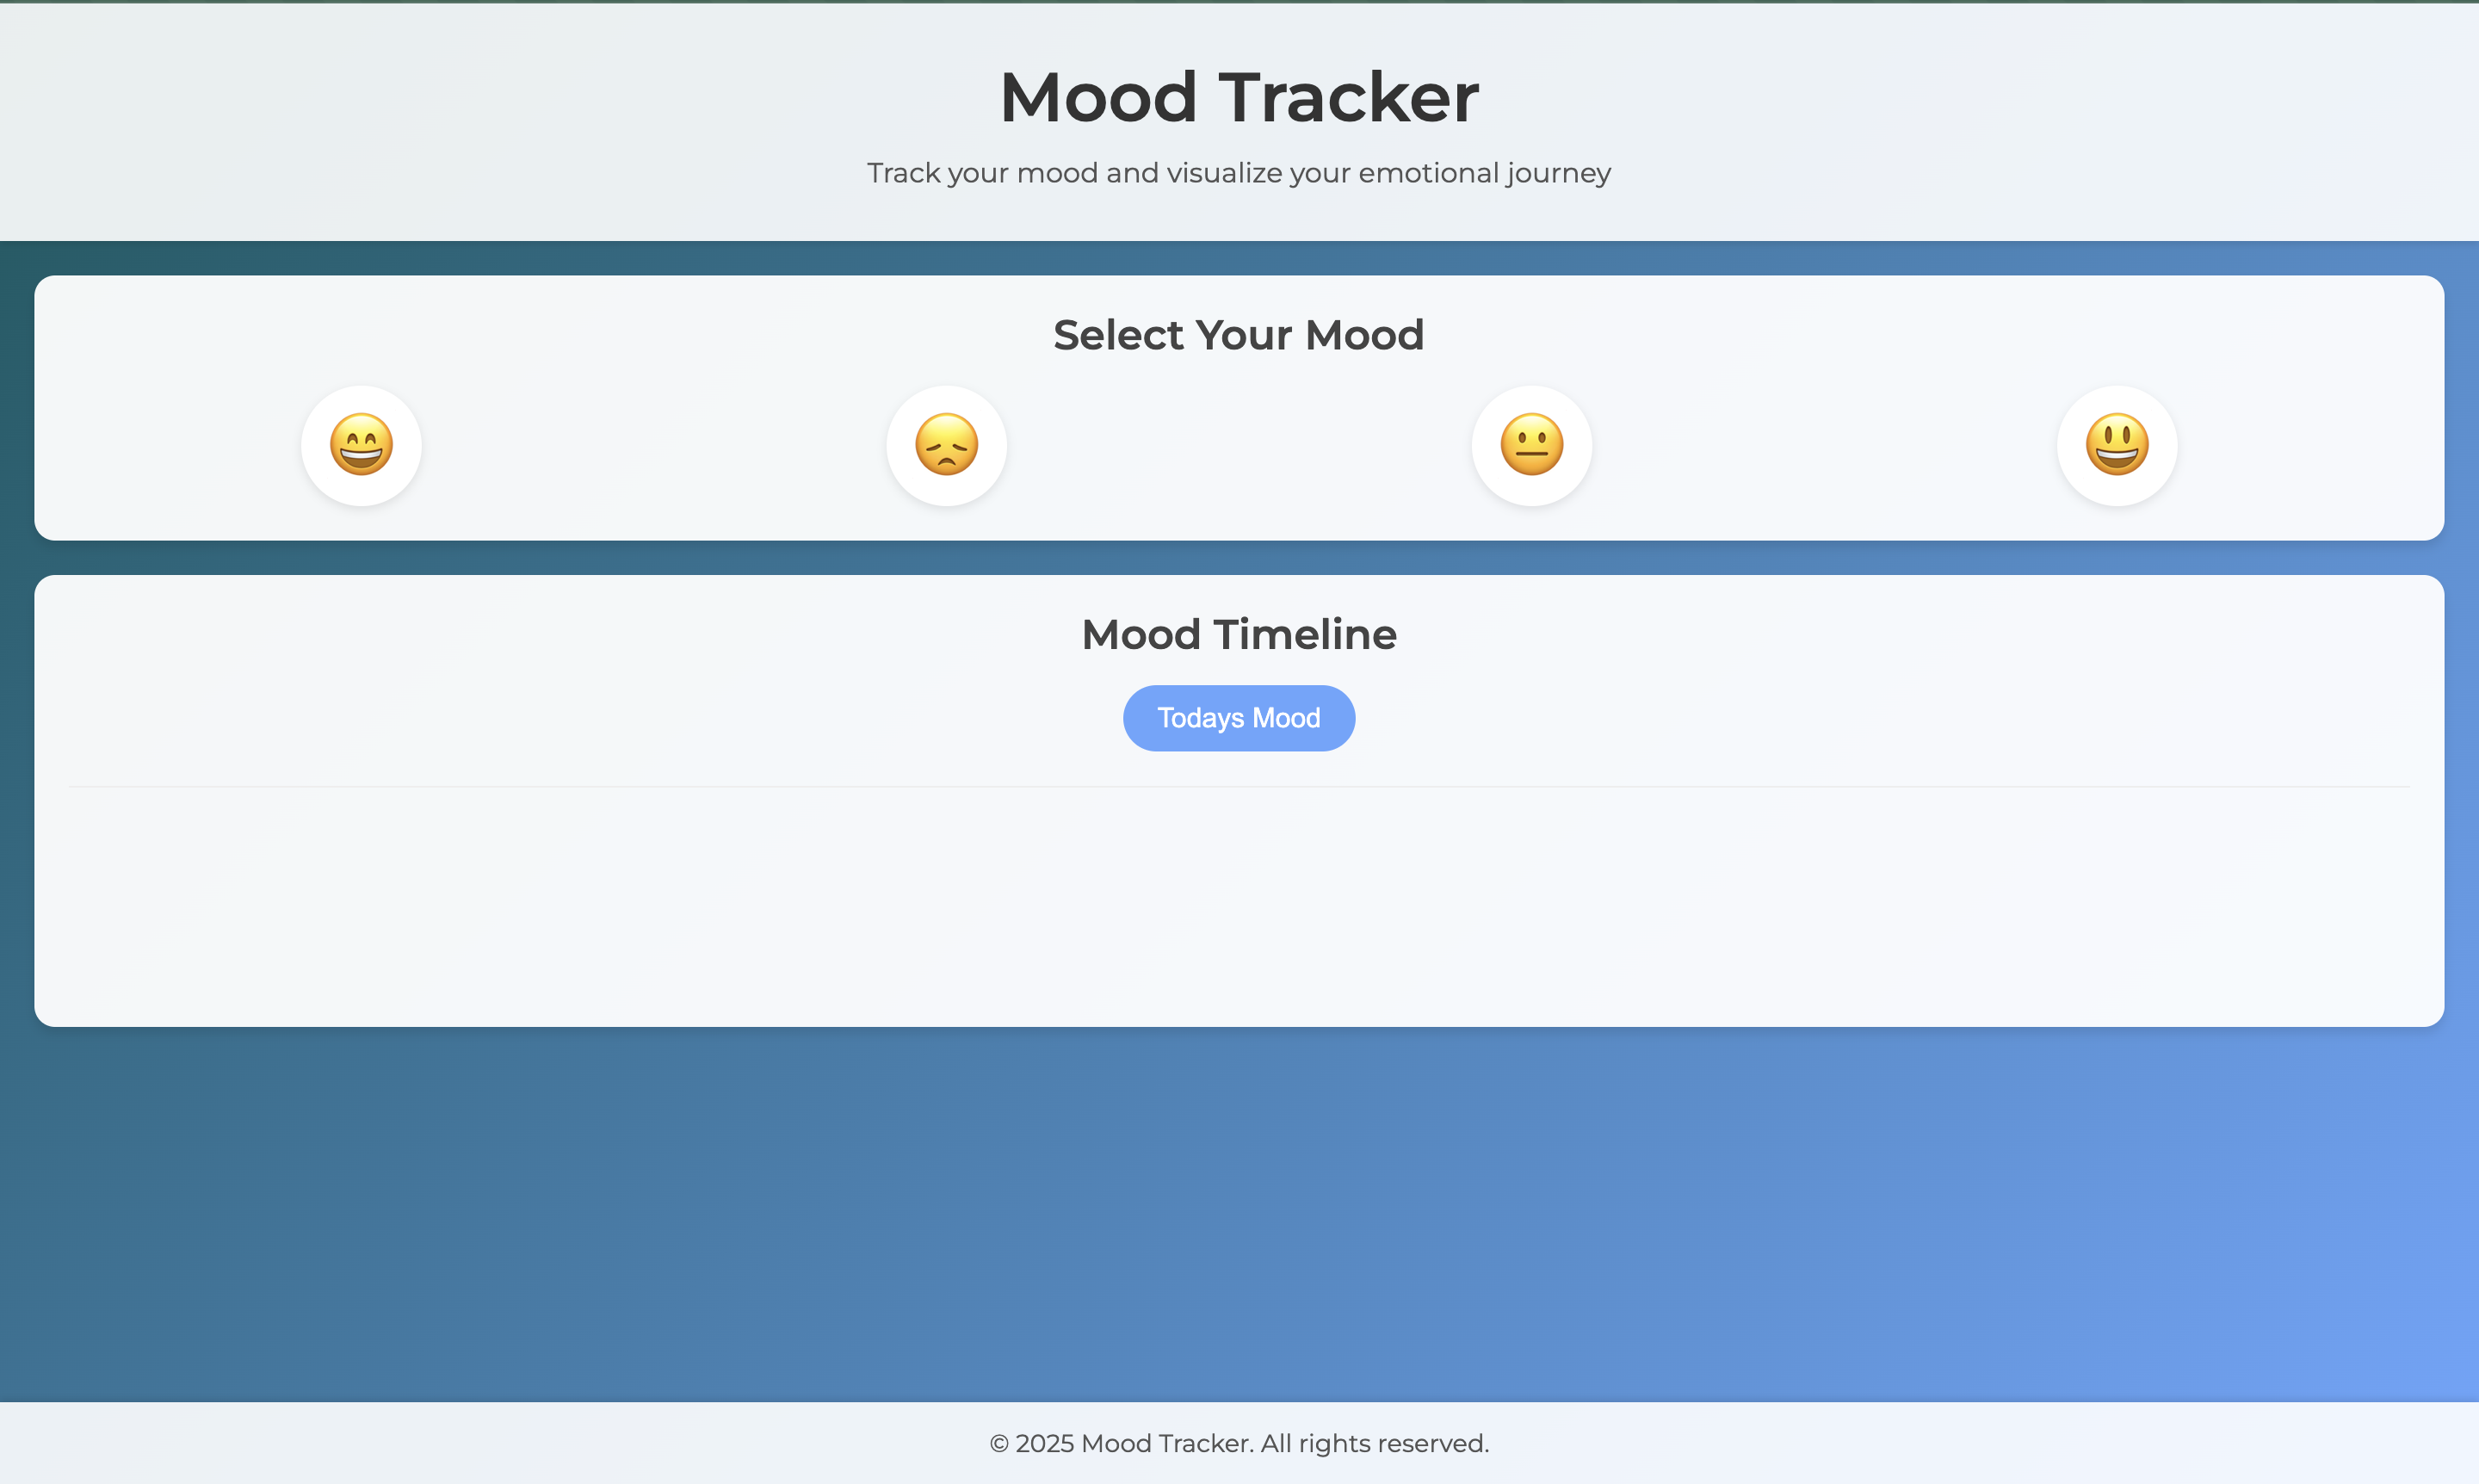 Mood Tracker
Track your mood and visualize your emotional journey
Select Your Mood
Mood Timeline
Todays Mood
© 2025 Mood Tracker. All rights reserved.